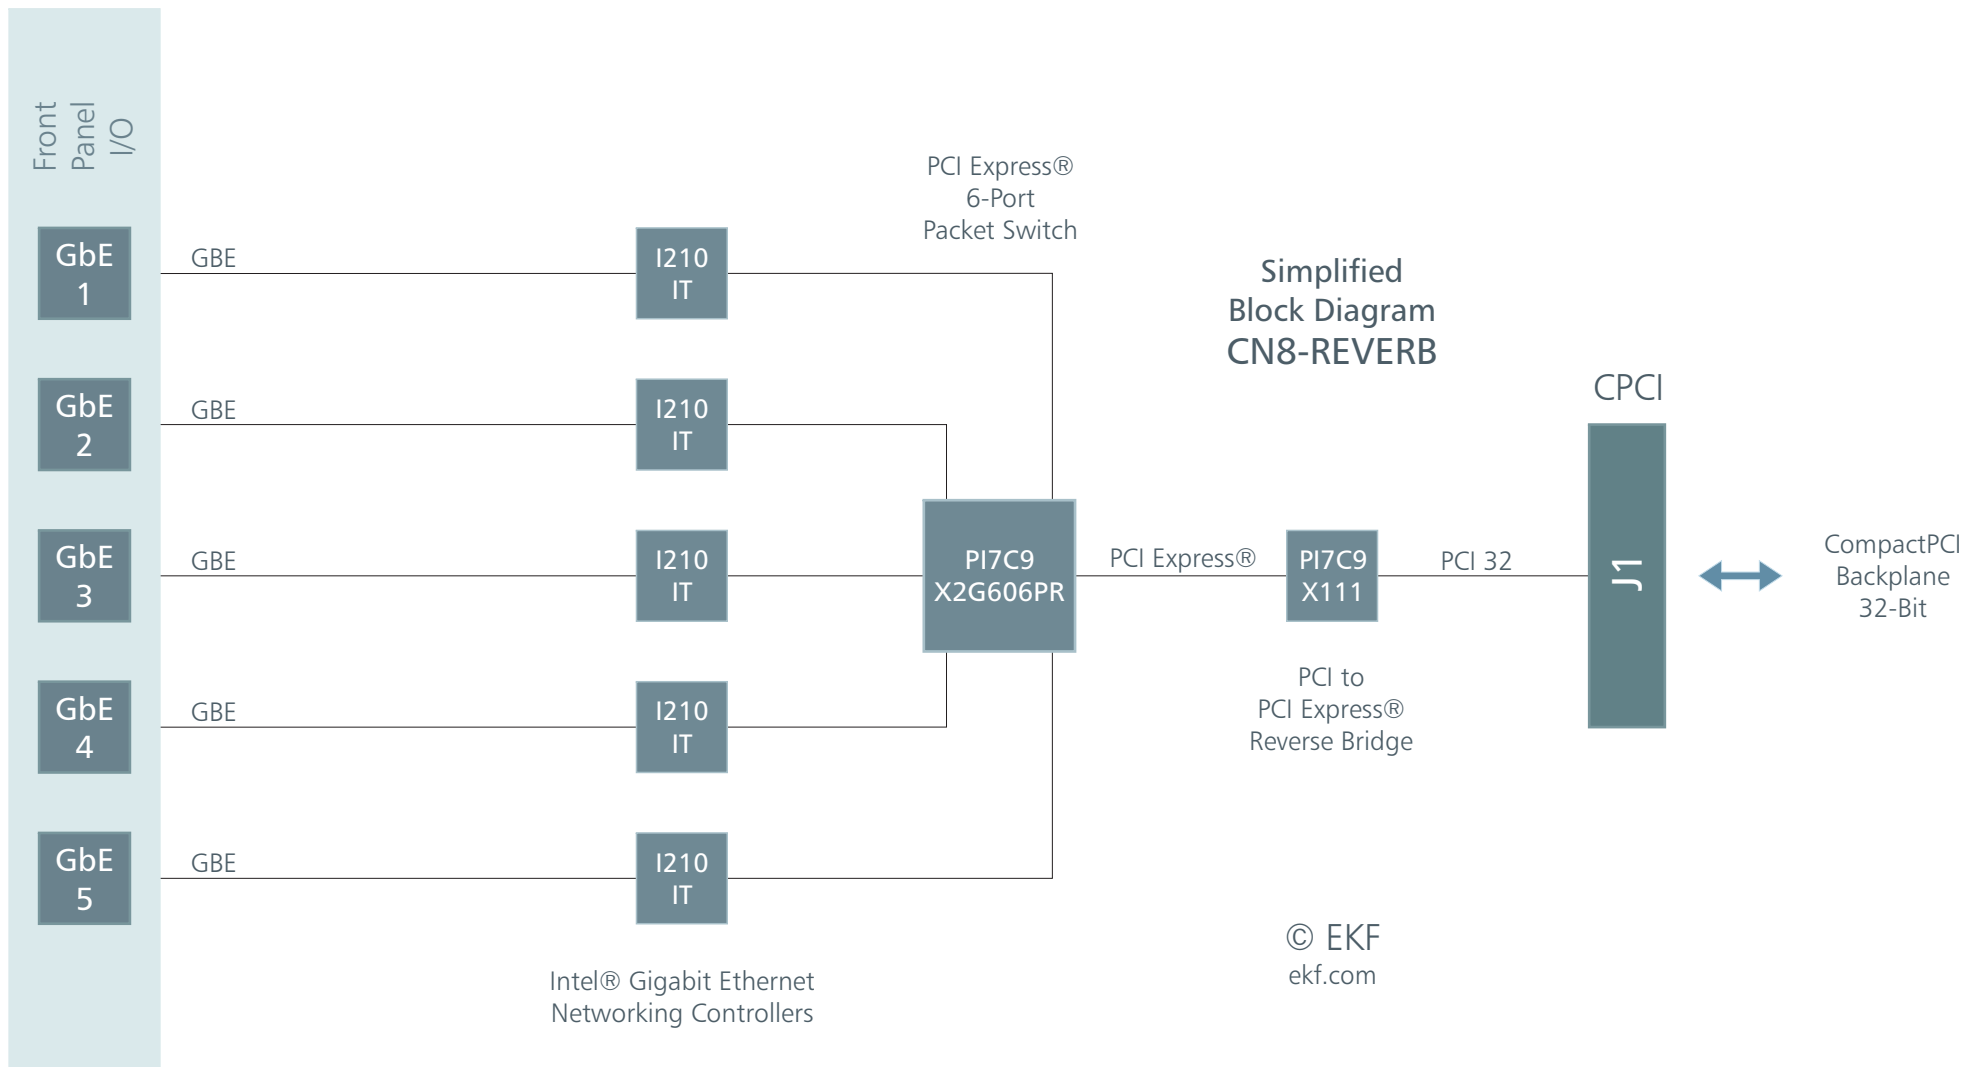 Front
Panel
I/O
PCI Express®
6-Port
Packet Switch
GbE
1
GBE
I210
IT
Simplified
Block Diagram
CN8-REVERB
GbE
2
GBE
I210
IT
CPCI
GbE
3
GBE
I210
IT
PI7C9
X2G606PR
PCI Express®
PI7C9
X111
PCI 32
J1
CompactPCI
Backplane
32-Bit
PCI to
PCI Express®
Reverse Bridge
GbE
4
GBE
I210
IT
GbE
5
GBE
I210
IT
Intel® Gigabit Ethernet
Networking Controllers
© EKF
ekf.com